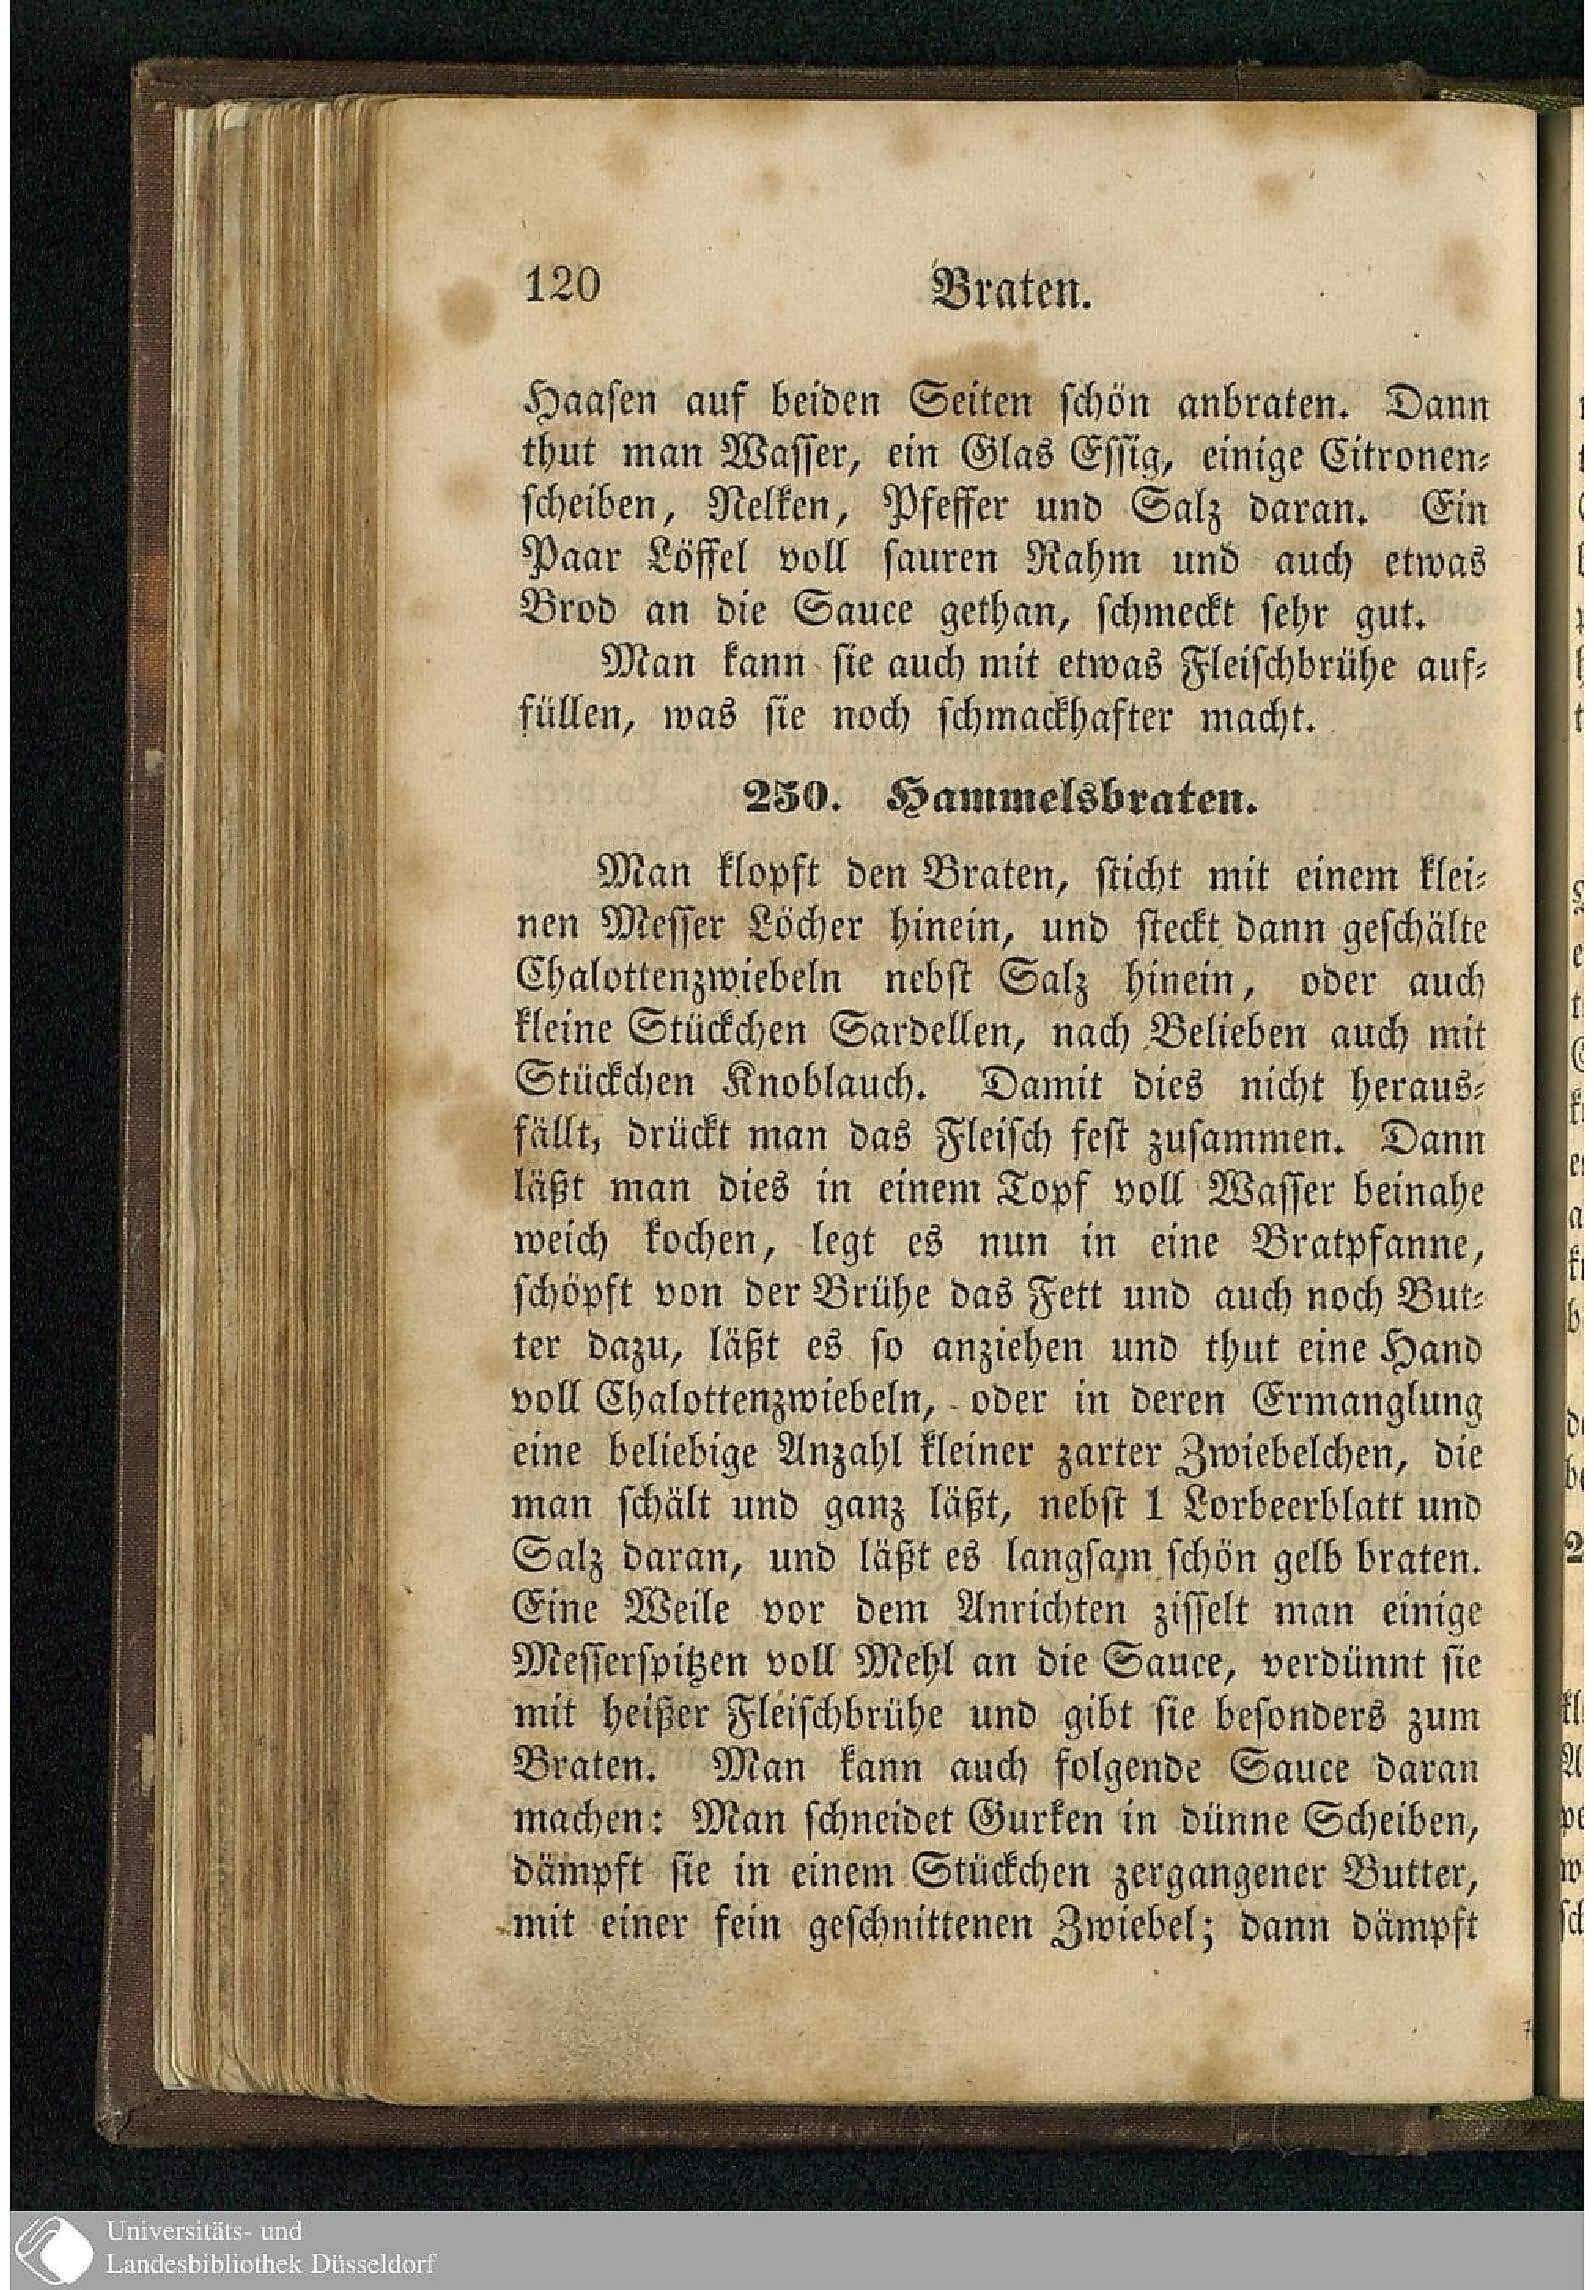 120
Braten.
Haasen auf beiden Seiten schön anbraten. Dann
thut man Wasser, ein Glas Essig, einige Citronen-
scheiben, Nelken, Pfeffer und Salz daran. Ein
Paar Löffel voll sauren Rahm und auch etwas
Brod an die Sauce gethan, schmeckt sehr gut.
Man kann sie auch mit etwas Fleischbrühe auf-
füllen, was sie noch schmackhafter macht.
250. Hammelsbraten.
Man klopft den Braten, sticht mit einem klei-
nen Messer Löcher hinein, und steckt dann geschälte
Chalottenzwiebeln nebst Salz hinein, oder auch
kleine Stückchen Sardellen, nach Belieben auch mit
Stückchen Knoblauch. Damit dies nicht heraus-
fällt, drückt man das Fleisch fest zusammen. Dann
läßt man dies in einem Topf voll Wasser beinahe
weich kochen, legt es nun in eine Bratpfanne,
schöpft von der Brühe das Fett und auch noch But-
ter dazu, läßt es so anziehen und thut eine Hand
voll Chalottenzwiebeln, oder in deren Ermanglung
eine beliebige Anzahl kleiner zarter Zwiebelchen, die
man schält und ganz läßt, nebst 1 Lorbeerblatt und
Salz daran, und läßt es langsam schön gelb braten.
Eine Weile vor dem Anrichten zisselt man einige
Messerspitzen voll Mehl an die Sauce, verdünnt sie
mit heißer Fleischbrühe und gibt sie besonders zum
Braten. Man kann auch folgende Sauce daran
machen: Man schneidet Gurken in dünne Scheiben,
dämpft sie in einem Stückchen zergangener Butter,
mit einer fein geschnittenen Zwiebel; dann dämpft
Universitäts- und
Landesbibliothek Düsseldorf